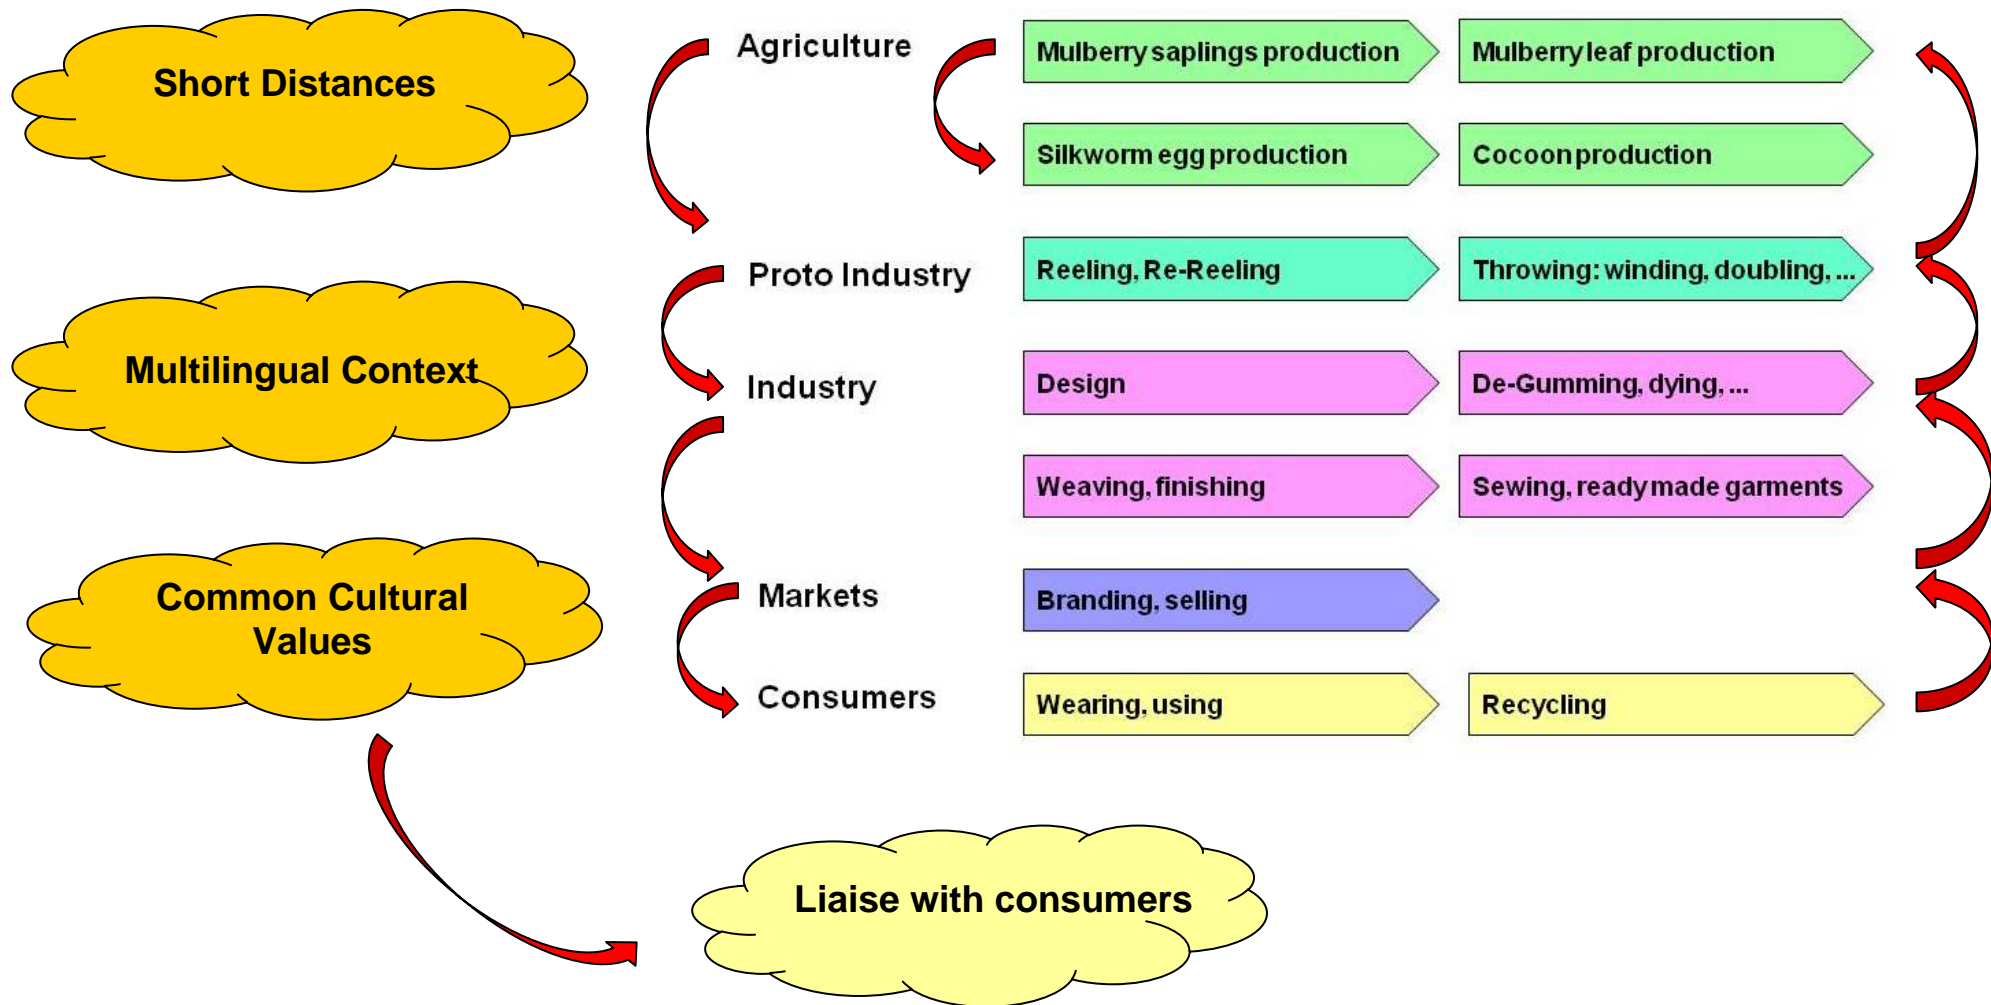 Short Distances
Multilingual Context
Common Cultural
Values
Agriculture
Mulberry saplings production
Mulberry leaf production
Silkworm egg production
Cocoon production
Proto Industry
Reeling, Re-Reeling
Throwing: winding, doubling, ...
Industry
Design
De-Gumming, dying, ...
Weaving, finishing
Sewing, ready made garments
Markets
Branding, selling
Consumers
Wearing, using
Recycling
Liaise with consumers